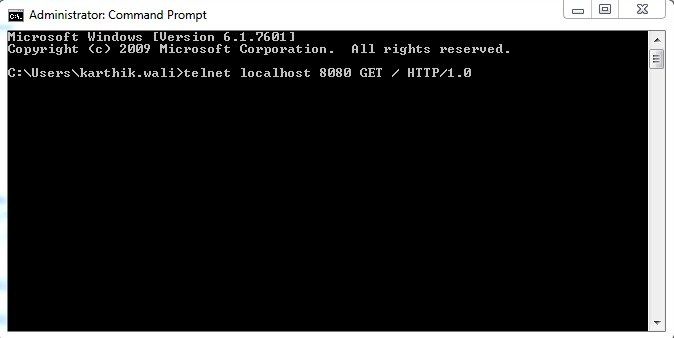 Administrator: Command Prompt
Microsoft Windows [Version 6.1.7601]
Copyright (c) 2009 Microsoft Corporation.  All rights reserved.
C:\Users\karthik.wali>telnet localhost 8080 GET / HTTP/1.0